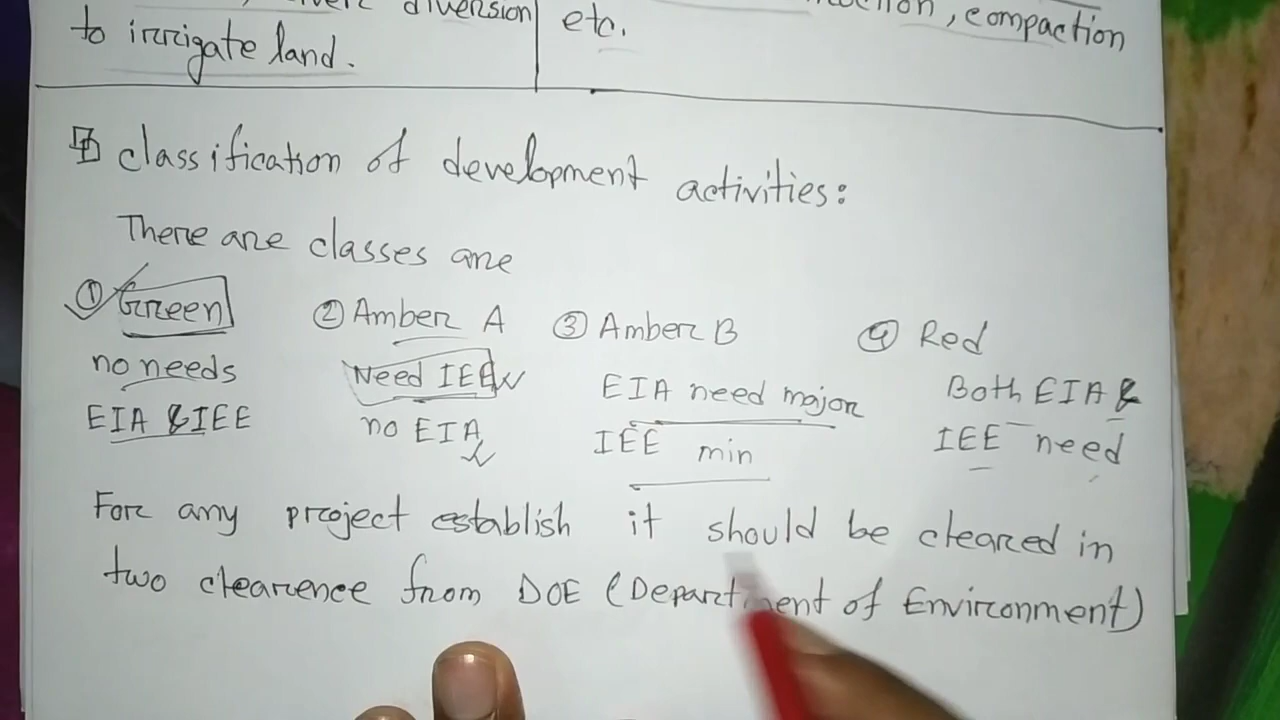 diversion
to irrigate land.
etc.
, compaction
classification of development activities:
There are classes are
① Green
no needs
EIA & IEE
② Amber A
Need IEE
no EIA
③ Amber B
EIA need major
IEE min
④ Red
Both EIA &
IEE need
For any project establish it should be cleared in
two clearence from DOE (Department of Environment)